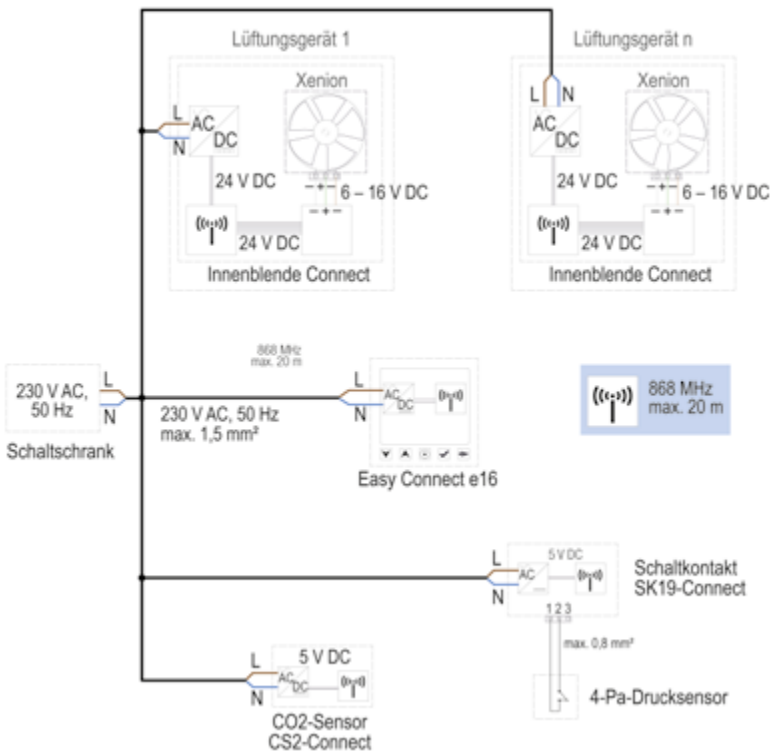 Lüftungsgerät 1
Xenion
L
N
AC
DC
24 V DC
6 – 16 V DC
− + −
− + −
24 V DC
Innenblende Connect
Lüftungsgerät n
Xenion
L N
AC
DC
24 V DC
6 – 16 V DC
− + −
− + −
24 V DC
Innenblende Connect
230 V AC,
50 Hz
L
N
Schaltschrank
868 MHz
max. 20 m
230 V AC, 50 Hz
max. 1,5 mm²
L
N
AC
DC
Easy Connect e16
868 MHz
max. 20 m
L
N
AC
5 V DC
1 2 3
Schaltkontakt
SK19-Connect
max. 0,8 mm²
4-Pa-Drucksensor
L
N
5 V DC
AC
DC
CO2-Sensor
CS2-Connect